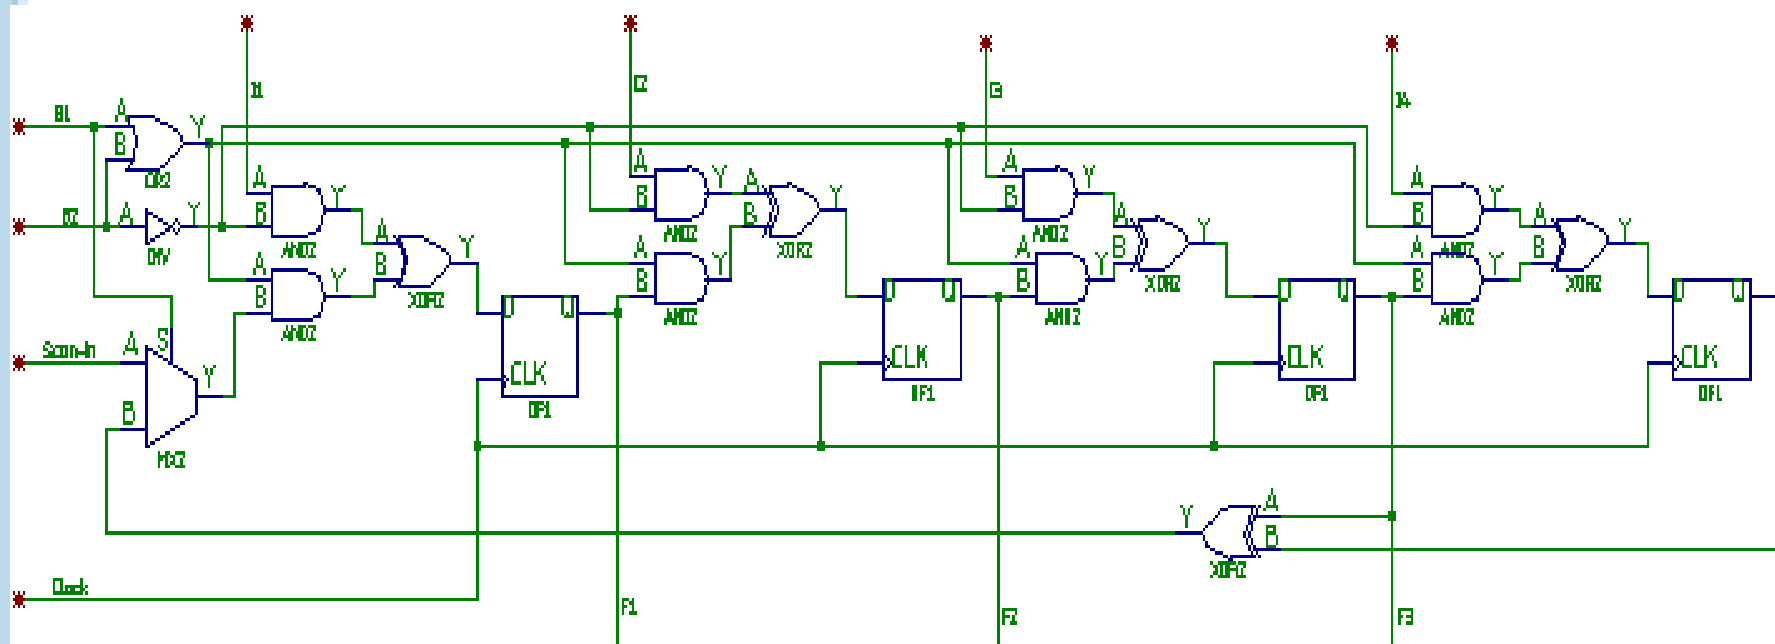 I1
I2
I3
I4
B1
A
B
Y
OR2
B2
A
Y
INV
A
B
Y
AND2
A
B
Y
AND2
A
B
Y
XOR2
A
B
Y
AND2
A
B
Y
AND2
A
B
Y
XOR2
A
B
Y
AND2
A
B
Y
AND2
A
B
Y
XOR2
A
B
Y
AND2
A
B
Y
AND2
A
B
Y
XOR2
Scan-In
A
B
S
Y
MX2
D
Q
CLK
DF1
D
Q
CLK
DF1
D
Q
CLK
DF1
D
Q
CLK
DF1
Y
A
B
XOR2
Clock
F1
F2
F3